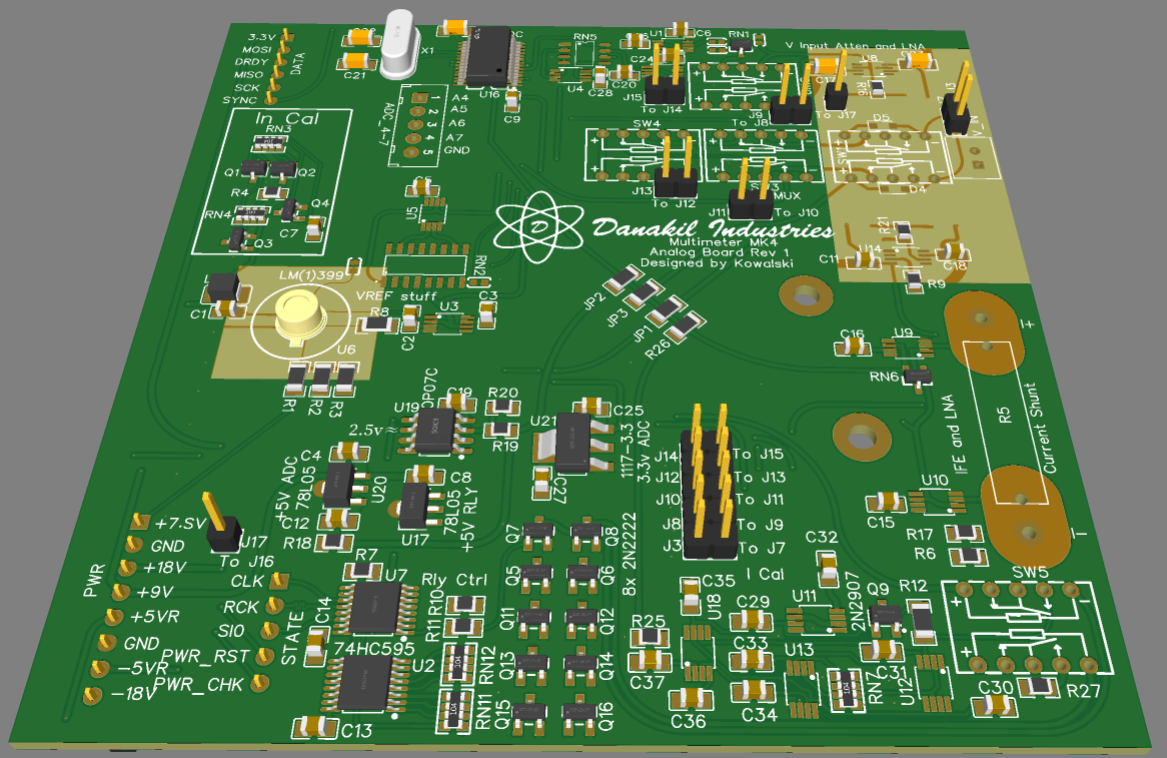 3.3V
MOSI
DRDY
MISO
SCK
SYNC
DATA
C21
X1
U16
C9
ADC_4-7
A4
A5
A6
A7
GND
2
3
4
5
RN5
U4
C28
C20
C24
U1
C6
RN1
V Input Atten and LNA
J15
To J14
J9
To J8
To J17
U8
D5
D4
SW4
J13
To J12
J11
To J10
MUX
In Cal
RN3
Q1
Q2
R4
RN4
Q4
C7
Q3
U5
D
Danakil Industries
Multimeter MK4
Analog Board Rev 1
Designed by Kowalski
R21
U14
C11
C18
R9
LM(1)399
RN2
VREF stuff
C1
R8
U3
C3
C2
U6
R1
R2
R3
JP2
JP3
JP1
R26
C16
U9
RN6
I+
R5
Current Shunt
IFE and LNA
I-
OP07C
C19
U19
R20
R19
2.5v
U21
C25
1117-3.3
3.3v ADC
C27
C4
+5V ADC
78L05
U20
C12
R18
C8
78L05
+5V RLY
U17
J14
To J15
J12
To J13
J10
To J11
J8
To J9
J3
To J7
I Cal
U10
C15
R17
R6
SW5
PWR
+7.5V
GND
+18V
+9V
+5VR
GND
-5VR
-18V
U17
To J16
CLK
RCK
SIO
PWR_RST
PWR_CHK
STATE
C14
R7
U7
74HC595
U2
C13
Rly Ctrl
R10
R11
RN12
RN11
104
104
Q7
Q8
Q5
Q6
Q11
Q12
Q13
Q14
Q15
Q16
8x 2N2222
C35
U18
R25
C37
C36
C29
C33
C34
C32
U11
U13
2N2907
Q9
R12
C31
RN7
104
U12
C30
R27